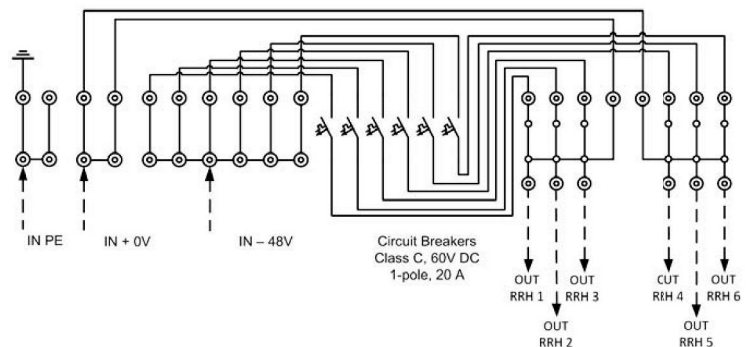 IN PE
IN + 0V
IN – 48V
Circuit Breakers
Class C, 60V DC
1-pole, 20 A
OUT
RRH 1
OUT
RRH 2
OUT
RRH 3
CUT
RRH 4
OUT
RRH 5
OUT
RRH 6